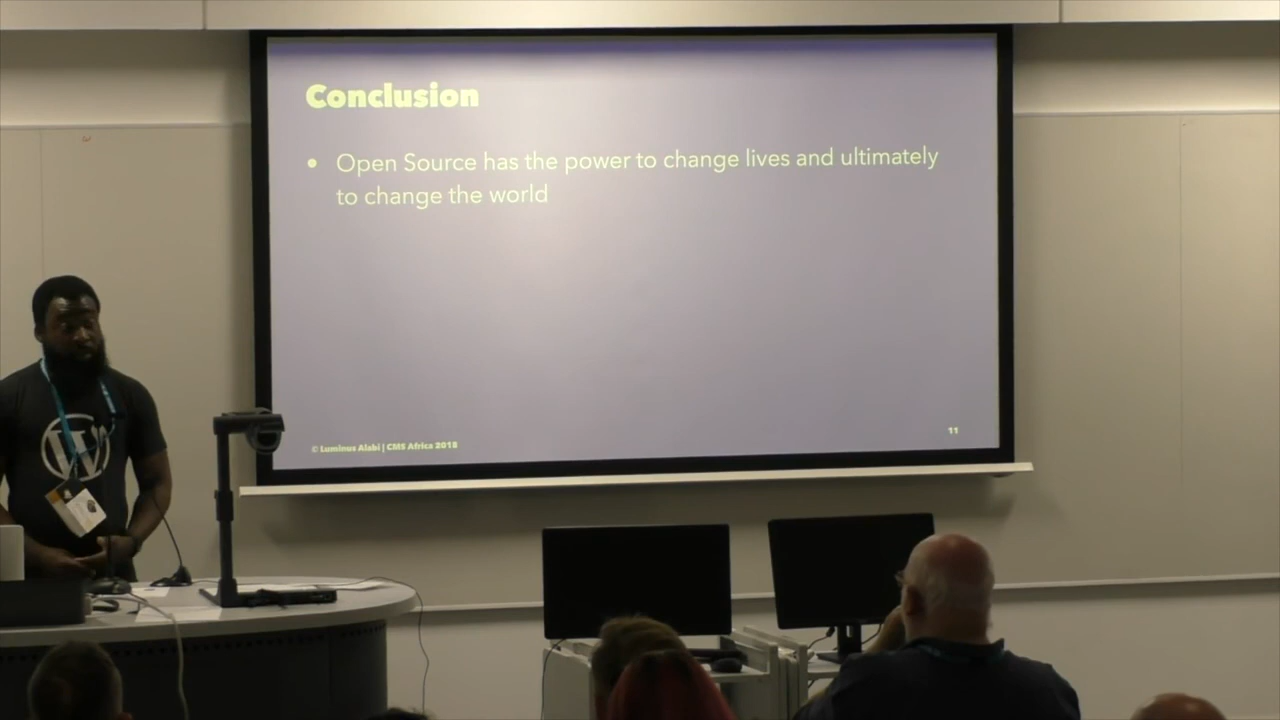 Conclusion
• Open Source has the power to change lives and ultimately
to change the world
© Luminus Alabi | CMS Africa 2018
11
W